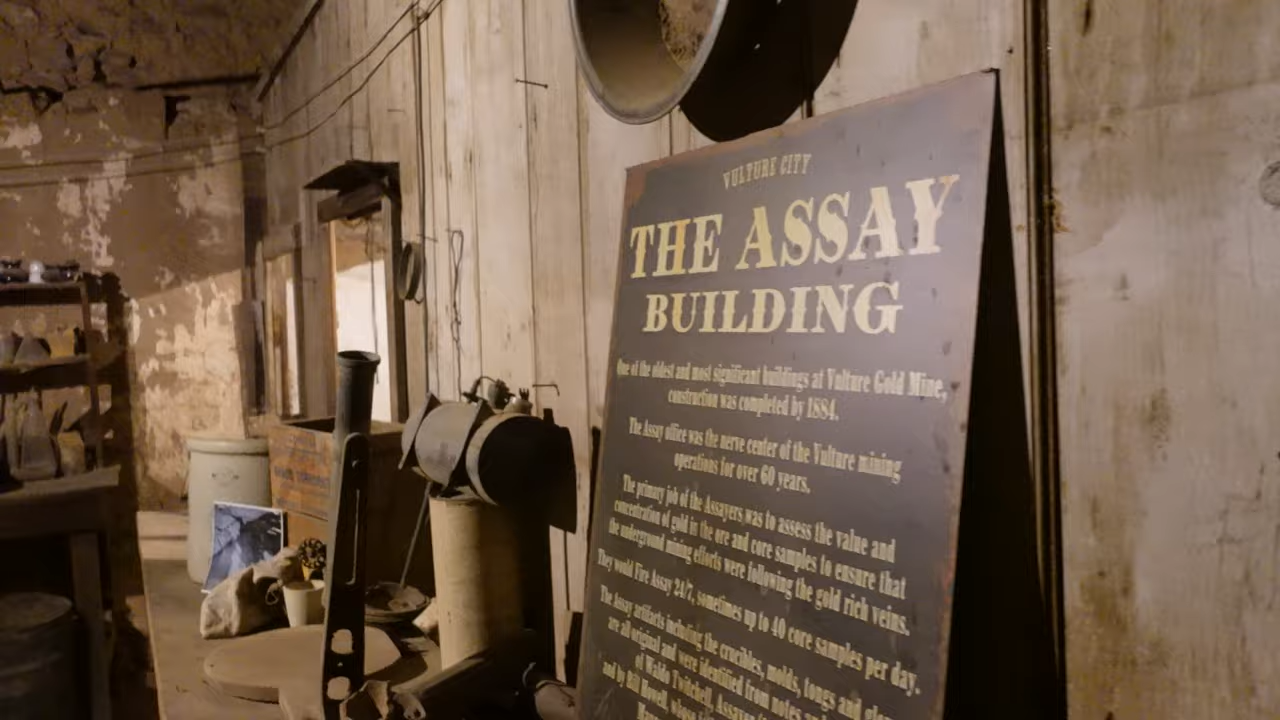 VULTURE CITY
THE ASSAY
BUILDING
One of the oldest and most significant buildings at Vulture Gold Mine,
construction was completed by 1884.
The Assay office was the nerve center of the Vulture mining
operations for over 60 years.
The primary job of the Assayers was to assess the value and
concentration of gold in the ore and core samples to ensure that
the underground mining efforts were following the gold rich veins.
They would Fire Assay 24/7, sometimes up to 40 core samples per day.
The Assay artifacts including the crucibles, molds, tongs and
are all original and were identified from notes
of Waldo Twitchell, Assayer
and by Bill